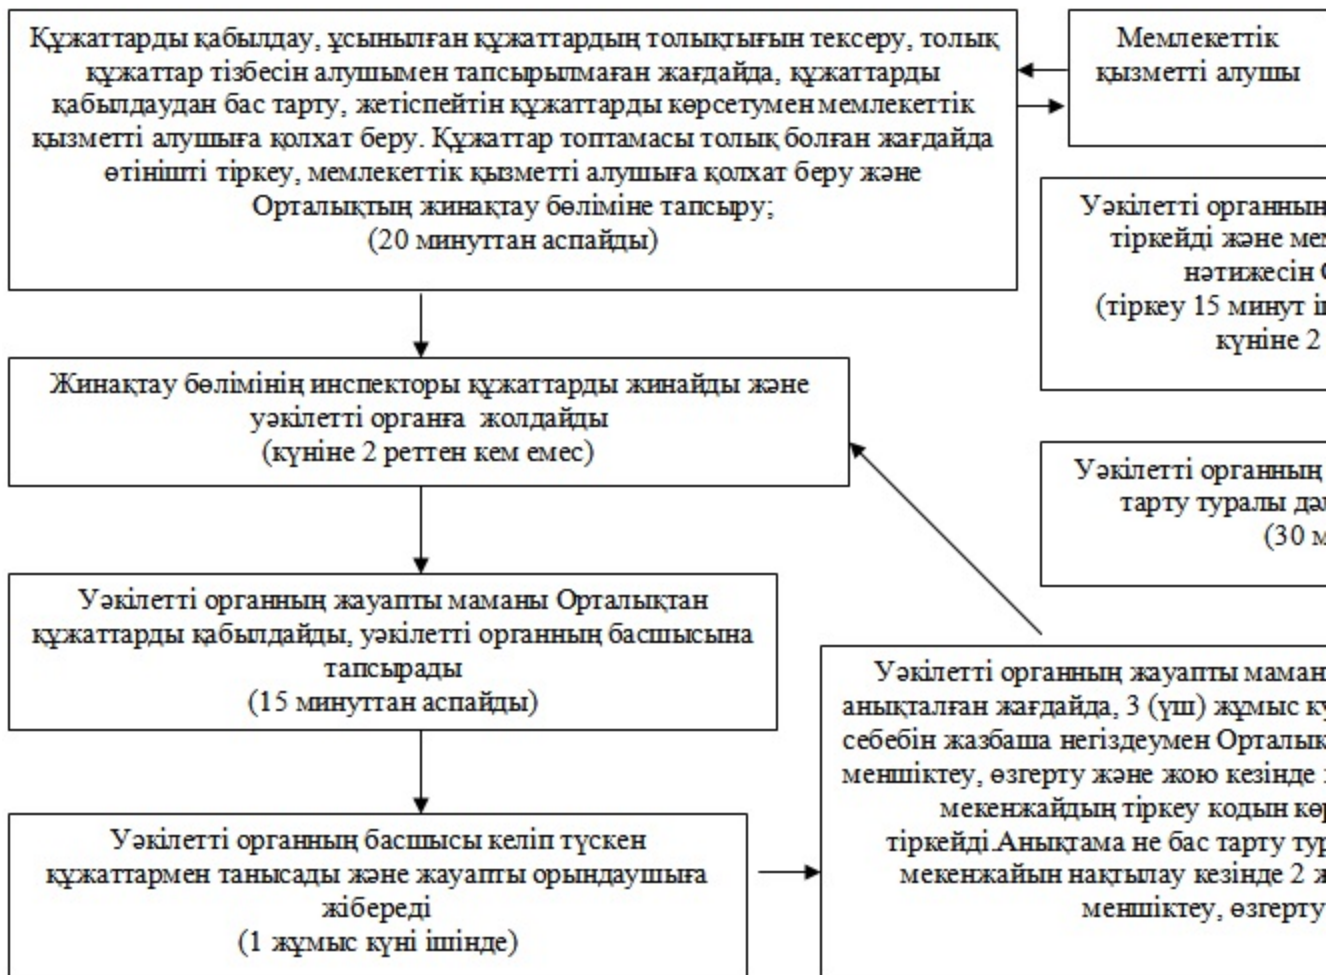 Құжаттарды қабылдау, ұсынылған құжаттардың толықтығын тексеру, толық
құжаттар тізбесін алушымен тапсырылмаған жағдайда, құжаттарды
қабылдаудан бас тарту, жетіспейтін құжаттарды көрсетумен мемлекеттік
қызметті алушыға қолхат беру. Құжаттар топтамасы толық болған жағдайда
өтінішті тіркеу, мемлекеттік қызметті алушыға қолхат беру және
Орталықтың жинақтау бөліміне тапсыру;
(20 минуттан аспайды)
Мемлекеттік
қызметті алушы
Уәкілетті органның
тіркейді және
нәтижесін
(тіркеу 15 минут
күніне 2
Жинақтау бөлімінің инспекторы құжаттарды жинайды және
уәкілетті органға жолдайды
(күніне 2 реттен кем емес)
Уәкілетті органның
тарту туралы
(30
Уәкілетті органның жауапты маманы Орталықтан
құжаттарды қабылдайды, уәкілетті органның басшысына
тапсырады
(15 минуттан аспайды)
Уәкілетті органның жауапты маман
анықталған жағдайда, 3 (үш) жұмыс
себебін жазбаша негіздеумен Орталық
меншіктеу, өзгерту және жою кезінде
мекенжайдың тіркеу кодын
тіркейді.Анықтама не бас тарту
мекенжайын нақтылау кезінде 2
меншіктеу, өзгерту
Уәкілетті органның басшысы келіп түскен
құжаттармен танысады және жауапты орындаушыға
жібереді
(1 жұмыс күні ішінде)